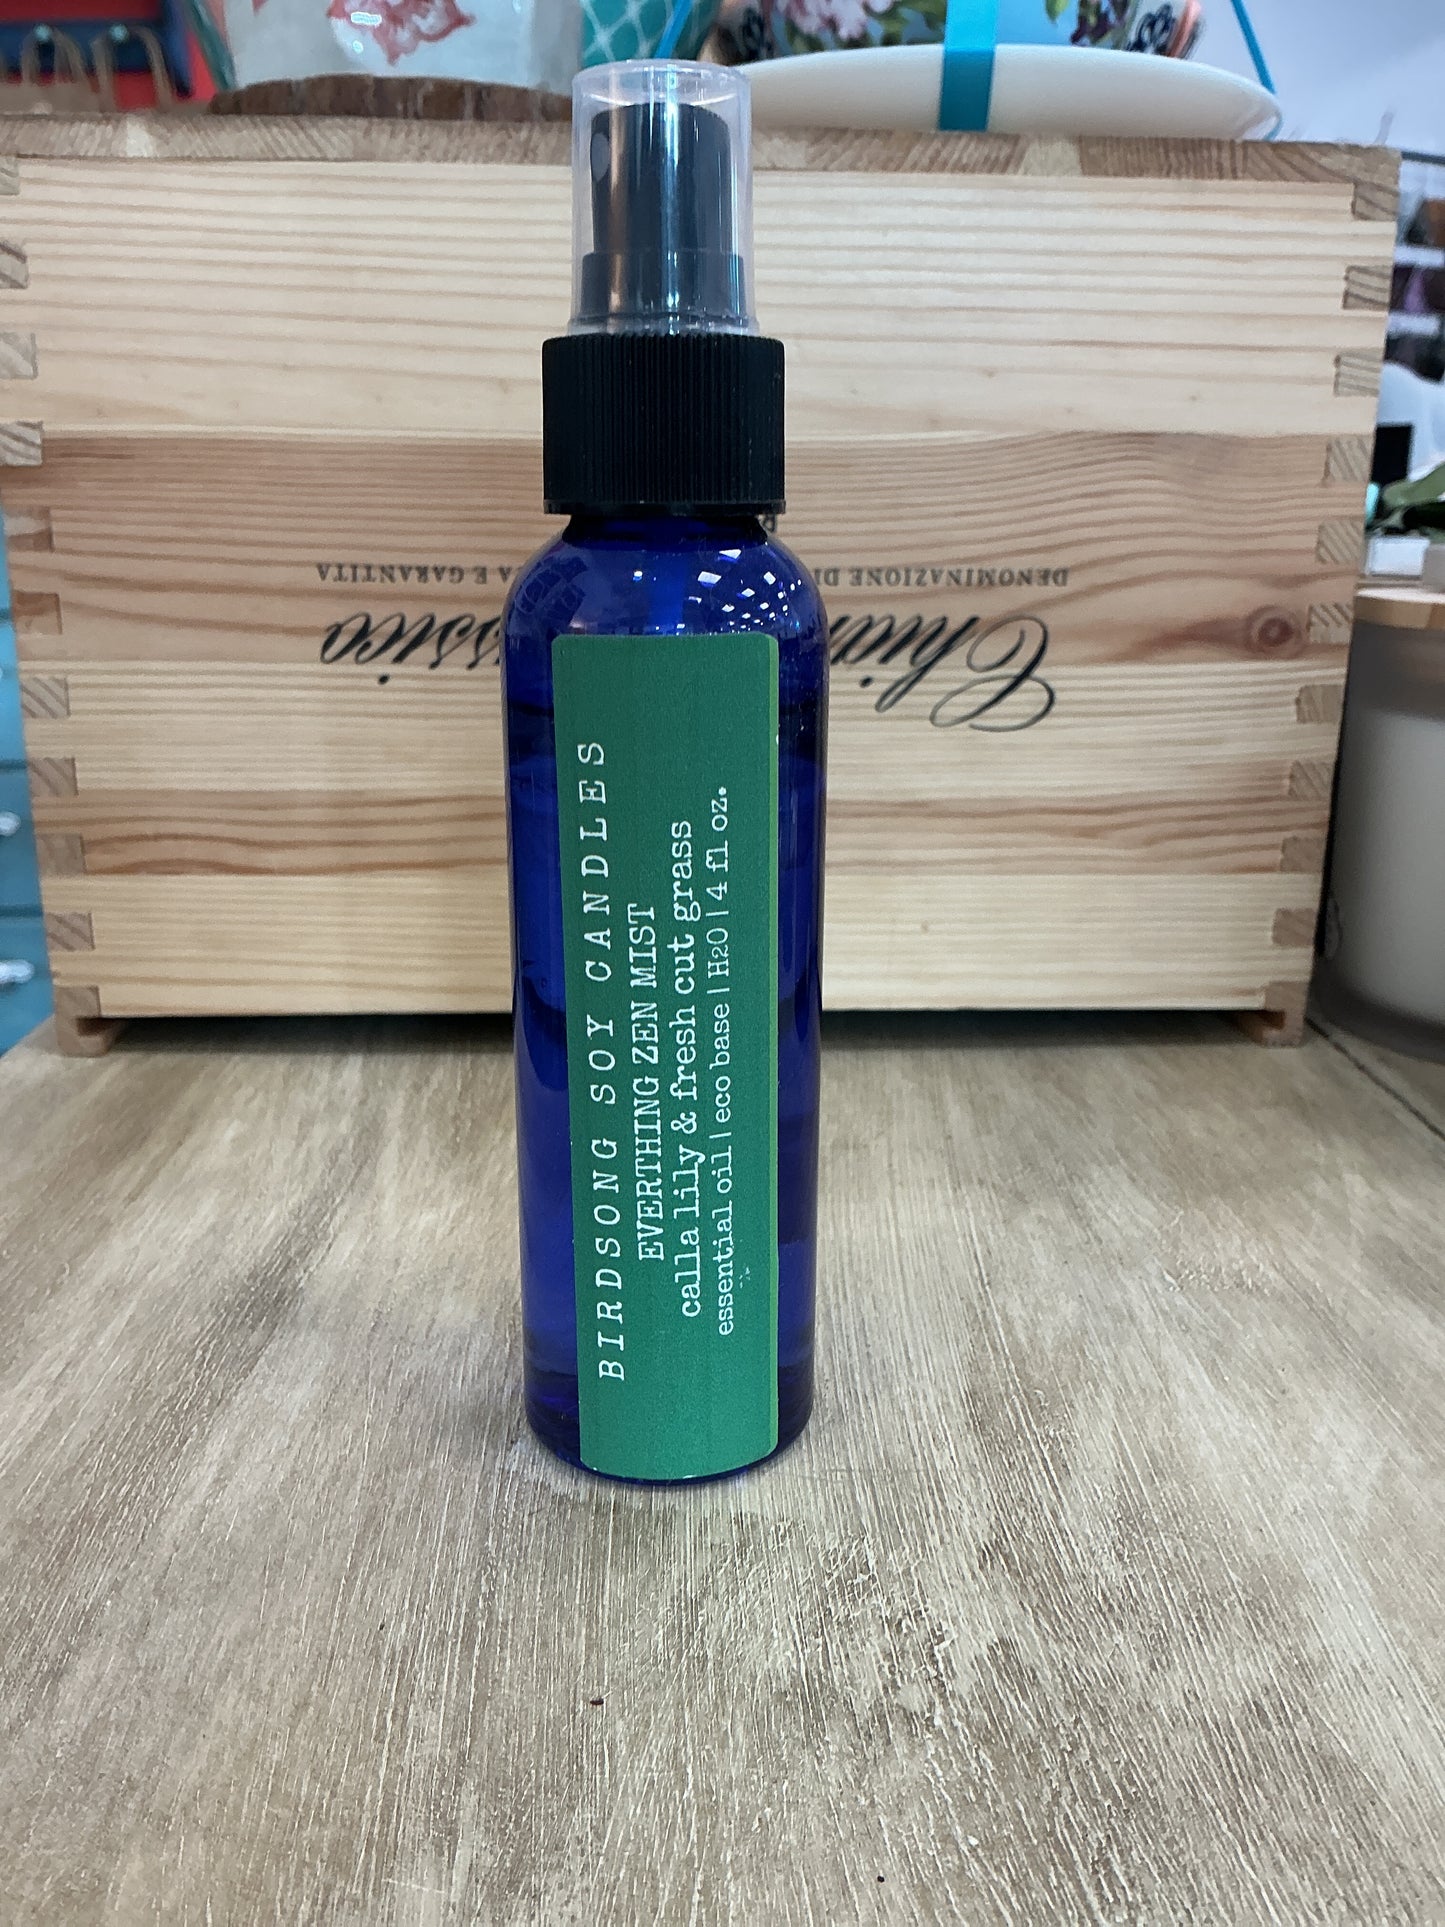 BIRDSONG SOY CANDLES
EVERTHING ZEN MIST
calla lily & fresh cut grass
essential oil | eco base | H2O | 4 fl oz.
DENOMINAZIONE DI
A E GARANTITA